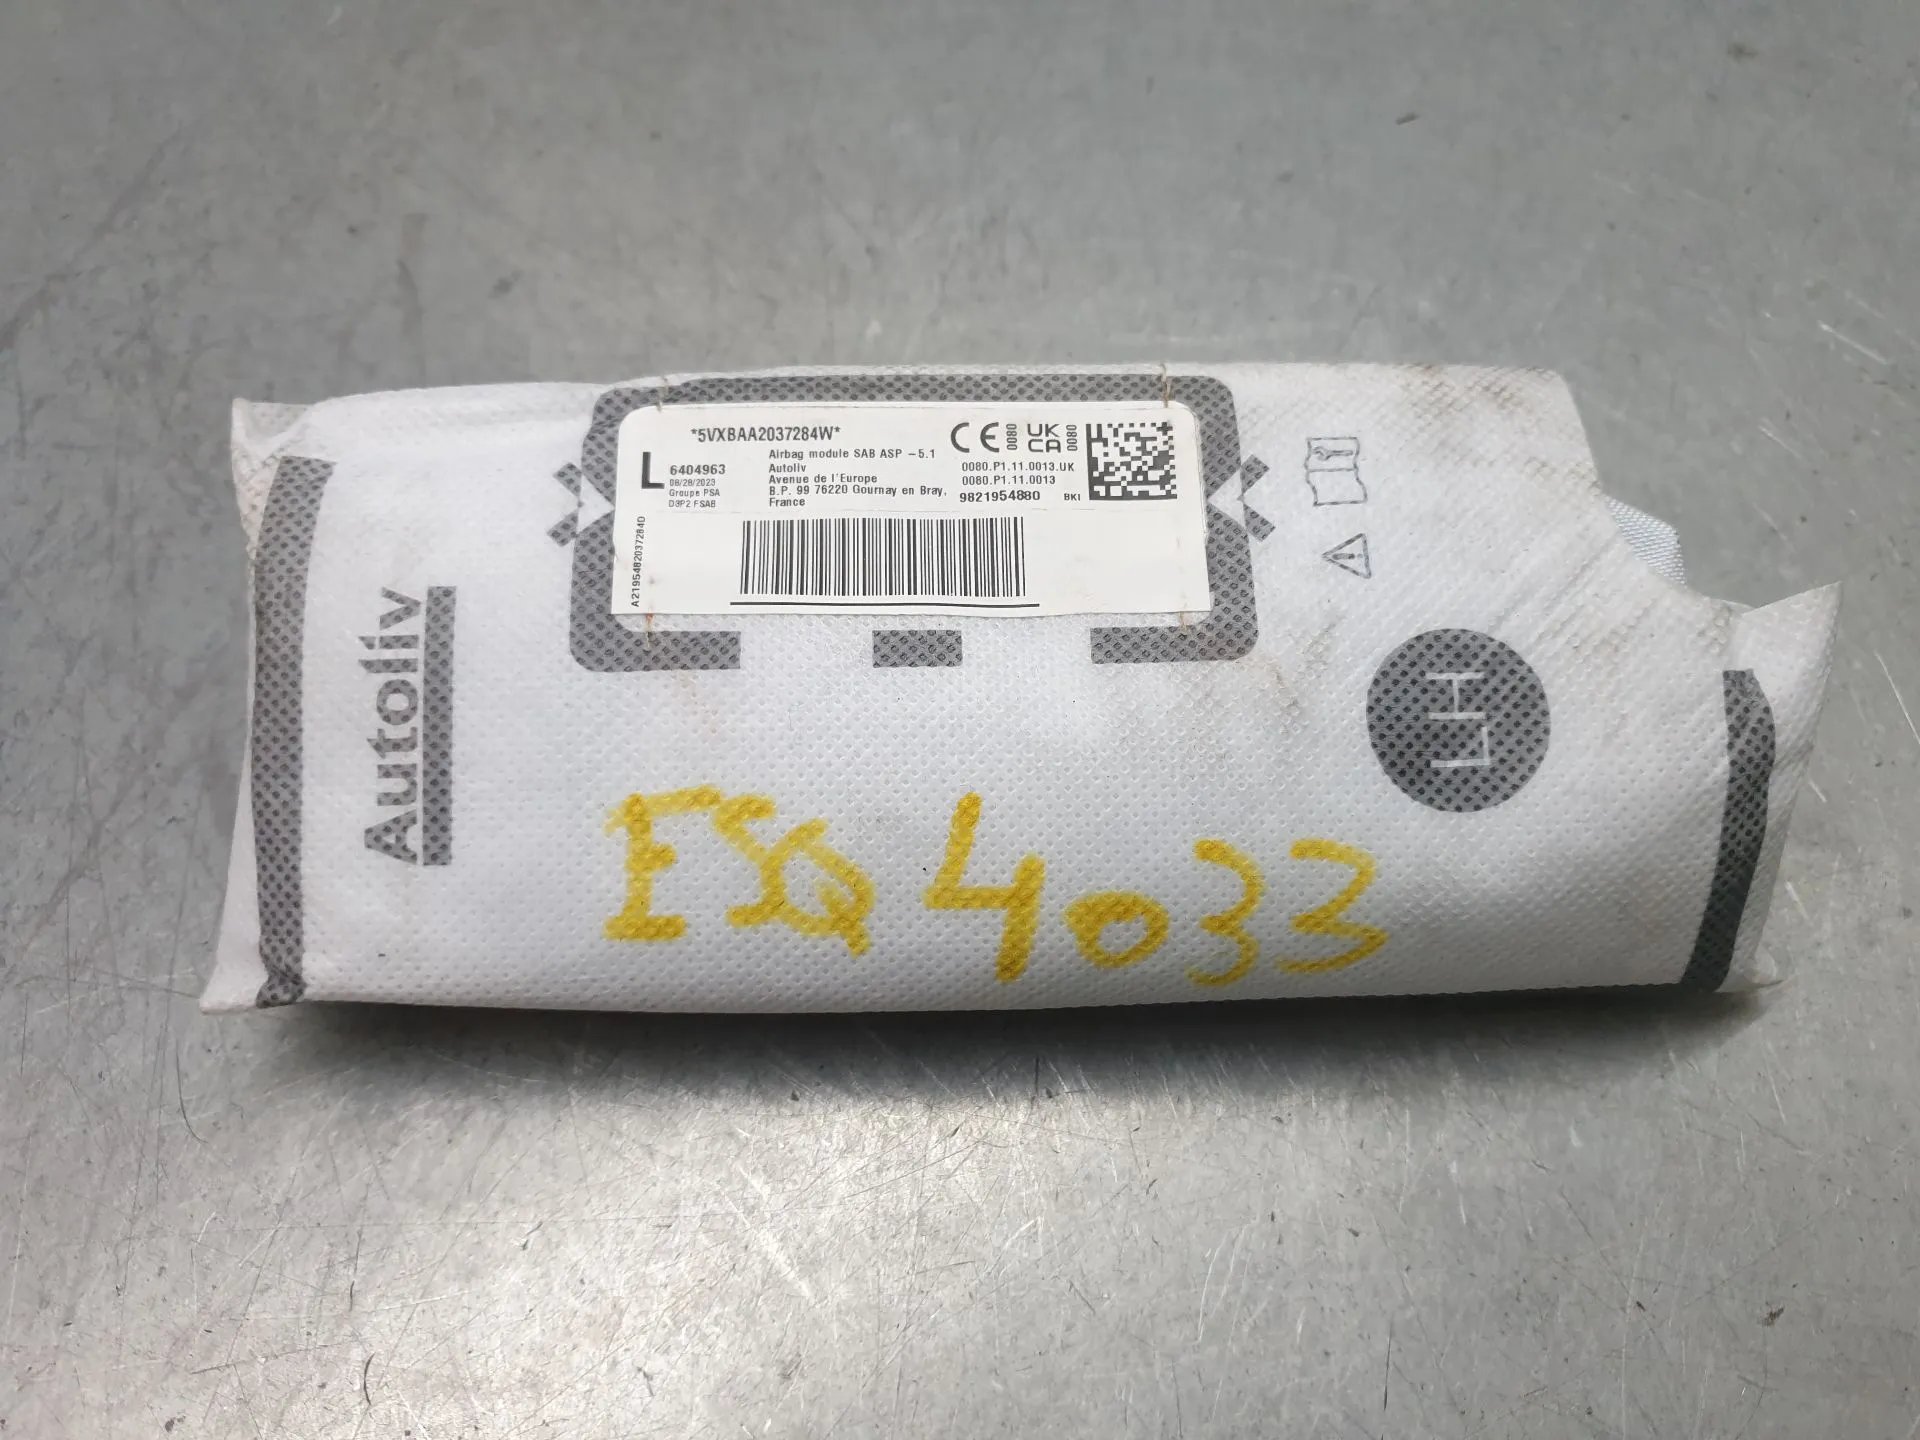 *5VXBAA2037284W*
CE 0080 UK CA 0080
L
6404963
08/28/2023
Groupe PSA
D3P2 FSAB
Airbag module SAB ASP -5.1
Autoliv
Avenue de l'Europe
B.P. 99 76220 Gournay en Bray,
France
0080.P1.11.0013.UK
0080.P1.11.0013
9821954880 BKI
A2195482037284D
Autoliv
LH
ESQ 4033